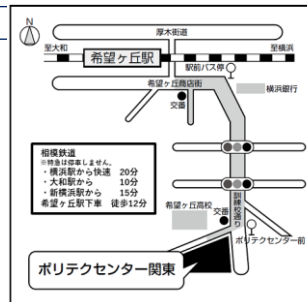 N
厚木街道
至大和
希望ヶ丘駅
至横浜
駅前バス停
希望ヶ丘商店街
横浜銀行
交番
相模鉄道
※特急は停車しません。
・横浜駅から快速 20分
・大和駅から 10分
・新横浜駅から 15分
希望ヶ丘駅下車 徒歩12分
希望ヶ丘高校
交番
訓練校通り
ポリテクセンター前
ポリテクセンター関東